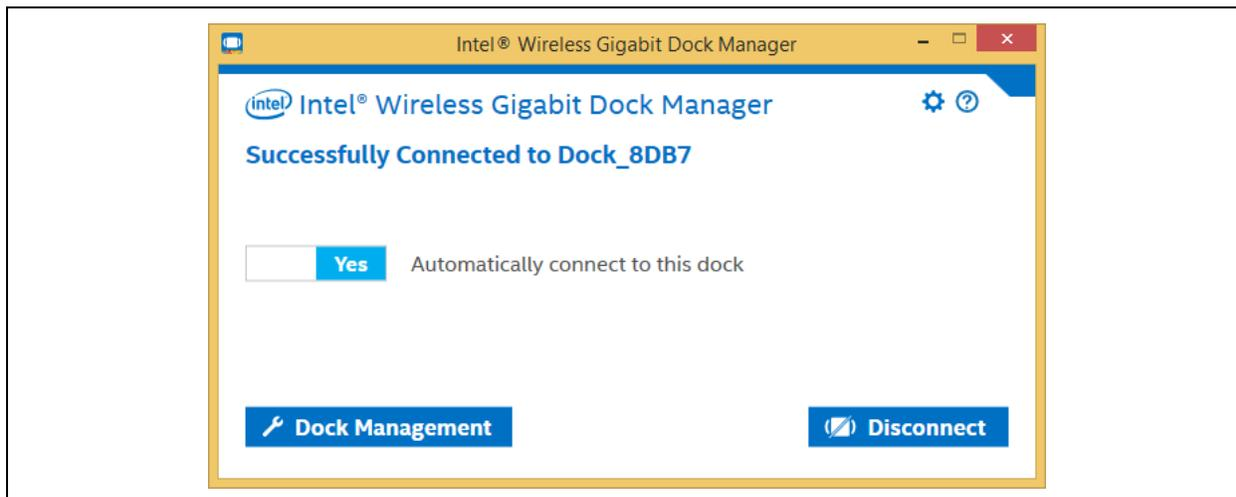 Intel® Wireless Gigabit Dock Manager
intel Intel® Wireless Gigabit Dock Manager
Successfully Connected to Dock_8DB7
Yes Automatically connect to this dock
Dock Management Disconnect